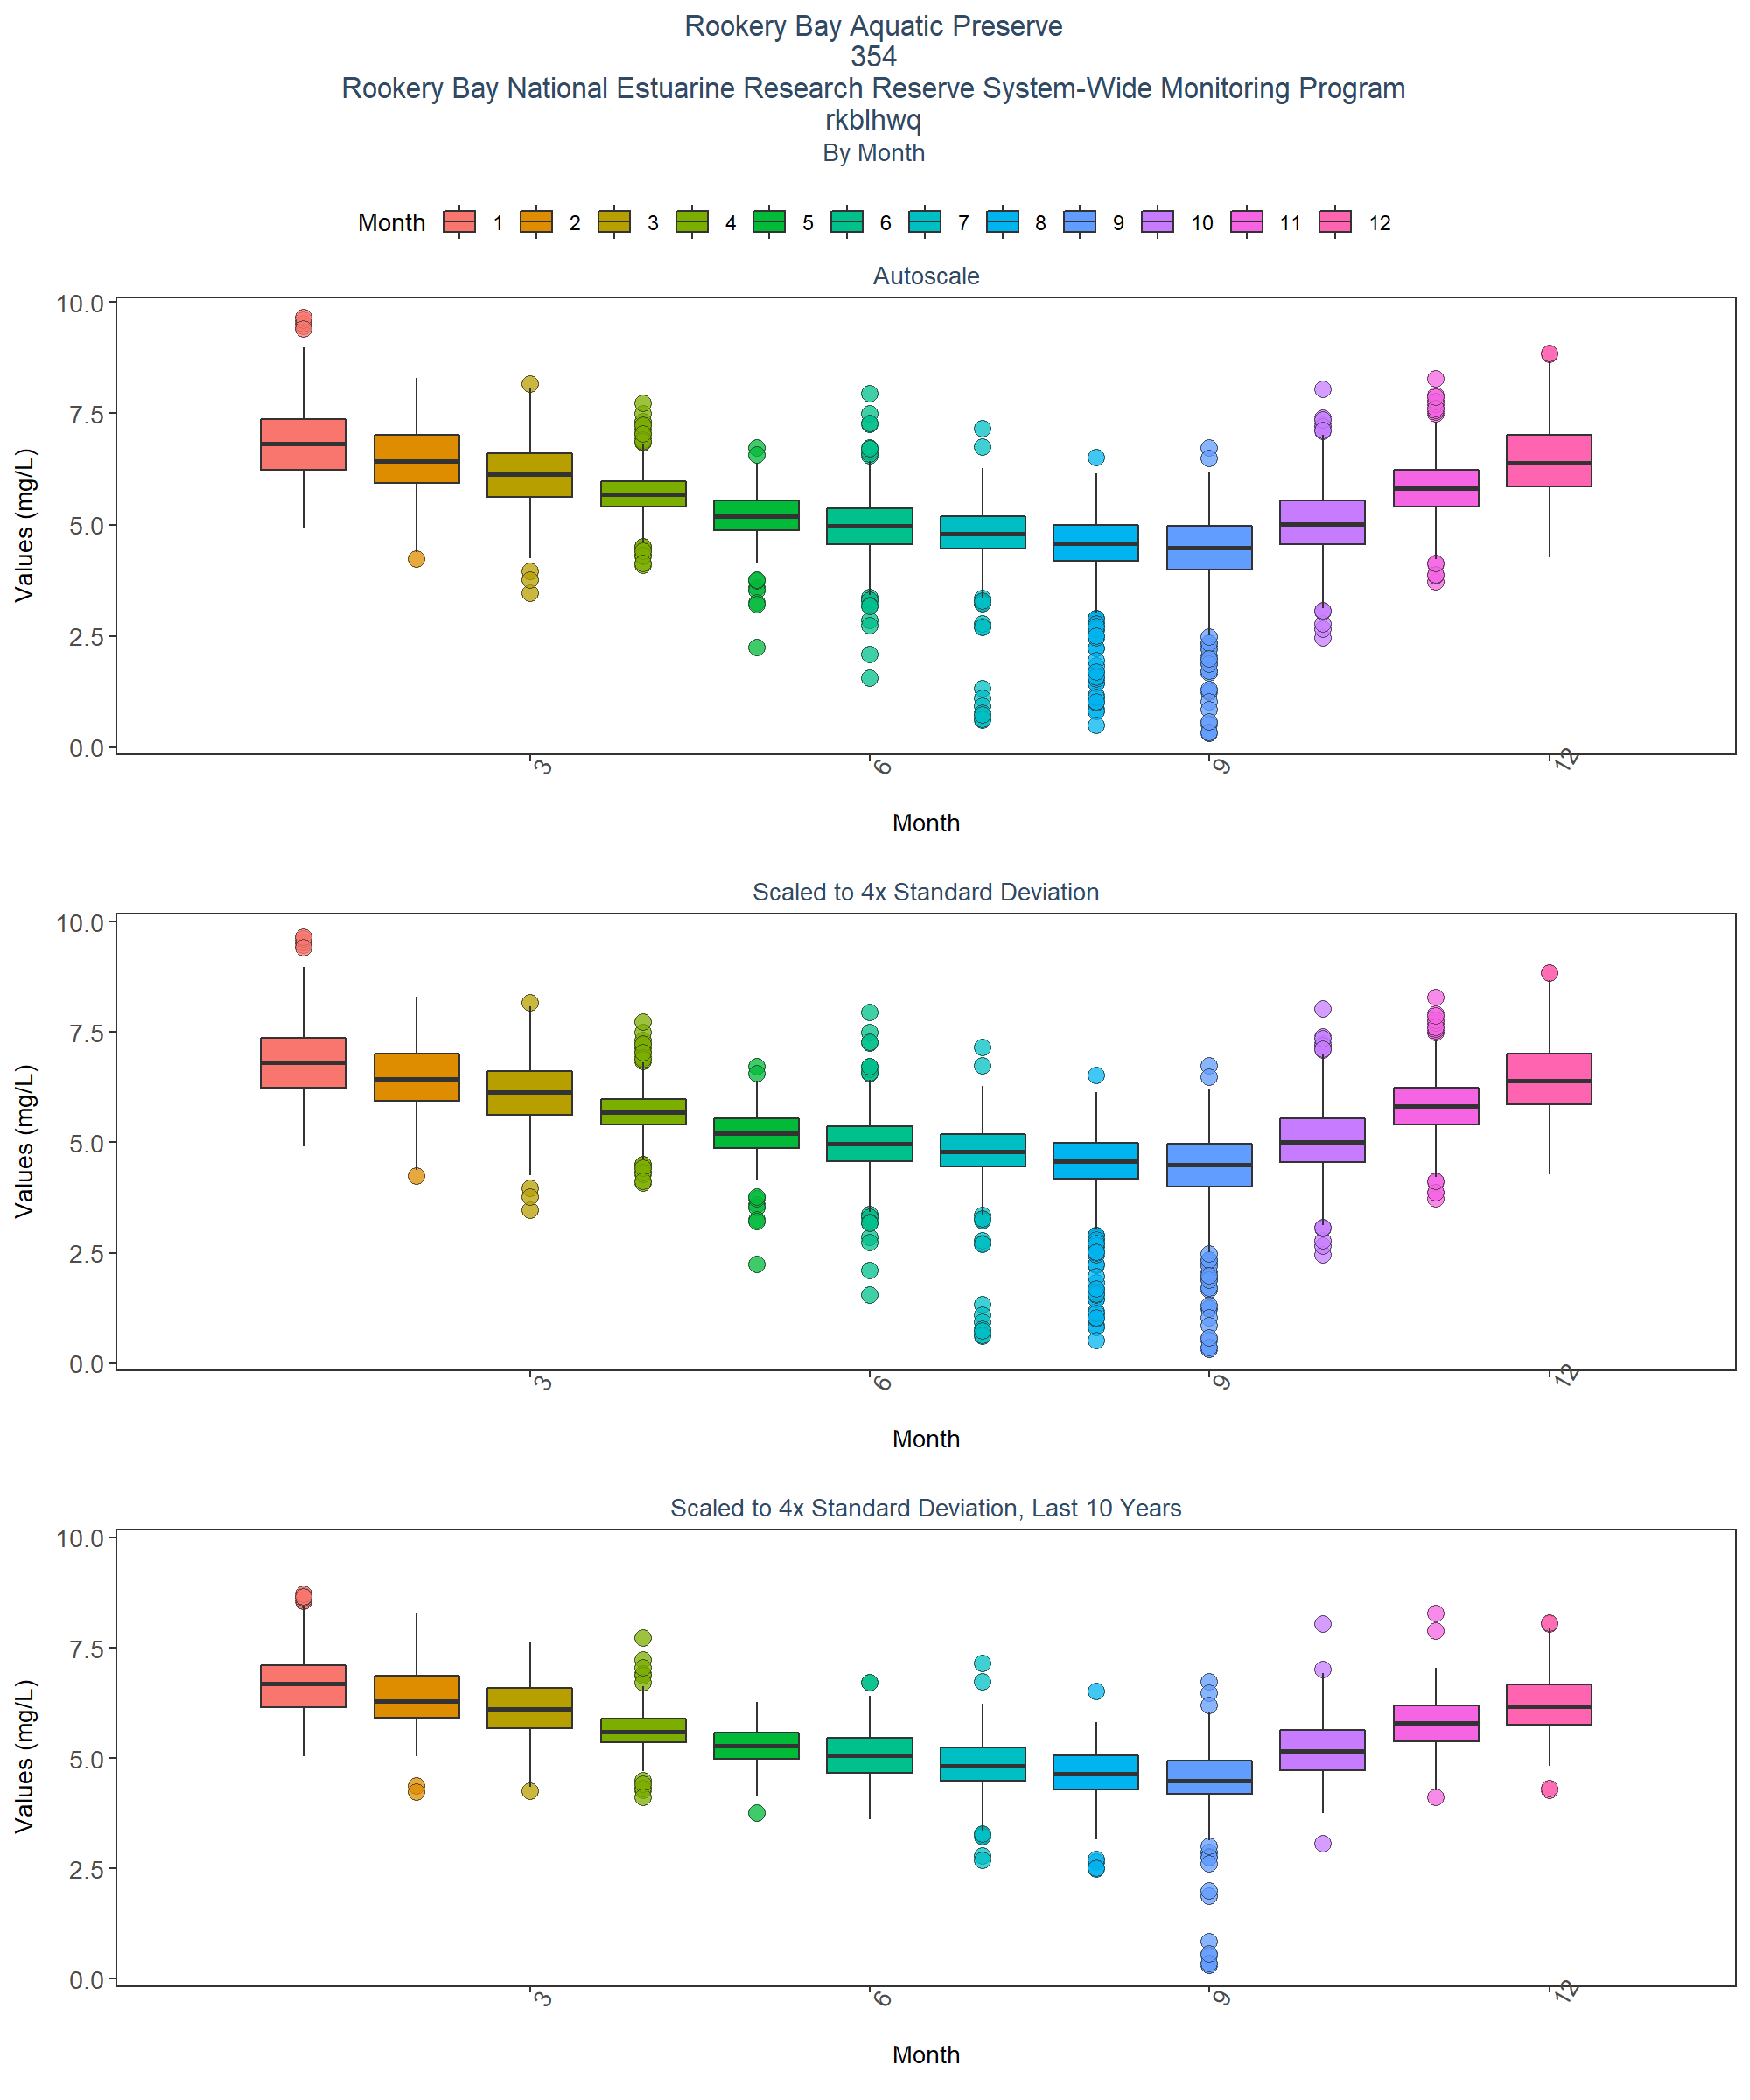 Rookery Bay Aquatic Preserve
354
Rookery Bay National Estuarine Research Reserve System-Wide Monitoring Program
rkblhwq
By Month
Month 1 2 3 4 5 6 7 8 9 10 11 12
Autoscale
10.0
7.5
5.0
2.5
0.0
Values (mg/L)
3 6 9 12
Month
Scaled to 4x Standard Deviation
10.0
7.5
5.0
2.5
0.0
Values (mg/L)
3 6 9 12
Month
Scaled to 4x Standard Deviation, Last 10 Years
10.0
7.5
5.0
2.5
0.0
Values (mg/L)
3 6 9 12
Month